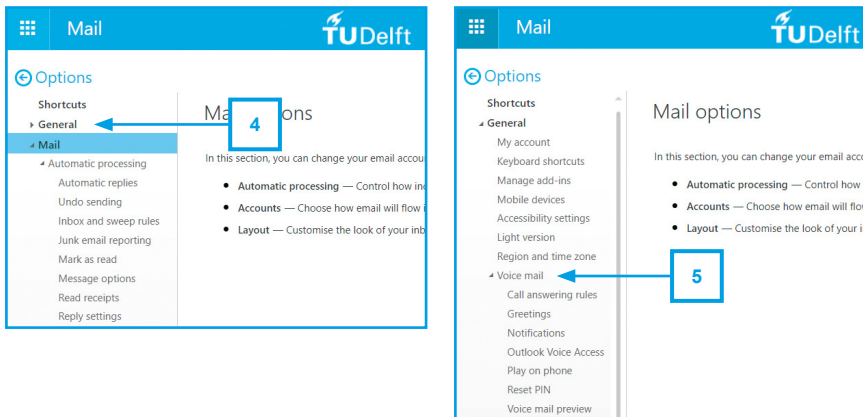 Mail
TUDelft
Options
Shortcuts
General
4
Mail
Automatic processing
Automatic replies
Undo sending
Inbox and sweep rules
Junk email reporting
Mark as read
Message options
Read receipts
Reply settings
Ma ons
In this section, you can change your email accou
• Automatic processing — Control how in
• Accounts — Choose how email will flow i
• Layout — Customise the look of your inb
Mail
TUDelft
Options
Shortcuts
General
My account
Keyboard shortcuts
Manage add-ins
Mobile devices
Accessibility settings
Light version
Region and time zone
Voice mail
5
Call answering rules
Greetings
Notifications
Outlook Voice Access
Play on phone
Reset PIN
Voice mail preview
Mail options
In this section, you can change your email acc
• Automatic processing — Control how
• Accounts — Choose how email will flo
• Layout — Customise the look of your i